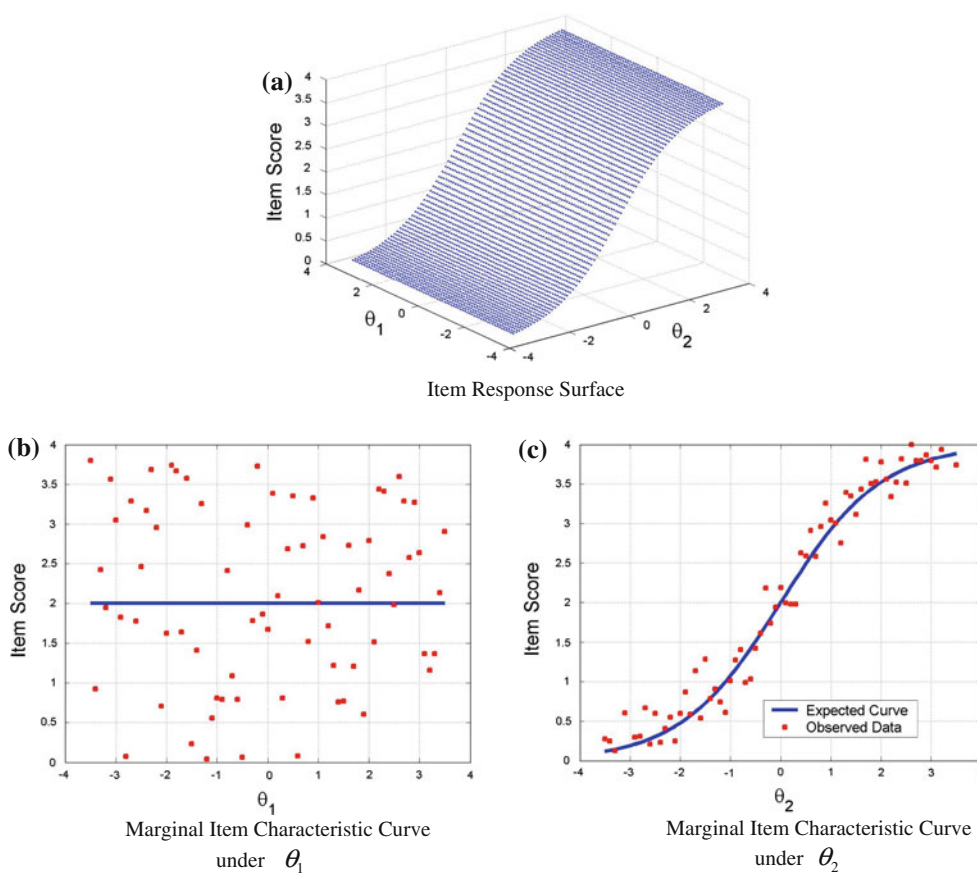 (a)
Item Score
4
3.5
3
2.5
2
1.5
1
0.5
0
4
2
0
-2
-4
θ1
-4
-2
0
2
4
θ2
Item Response Surface
(b)
Item Score
4
3.5
3
2.5
2
1.5
1
0.5
0
-4 -3 -2 -1 0 1 2 3 4
θ1
Marginal Item Characteristic Curve
under θ1
(c)
Item Score
4
3.5
3
2.5
2
1.5
1
0.5
0
Expected Curve
Observed Data
-4 -3 -2 -1 0 1 2 3
θ2
Marginal Item Characteristic Curve
under θ2